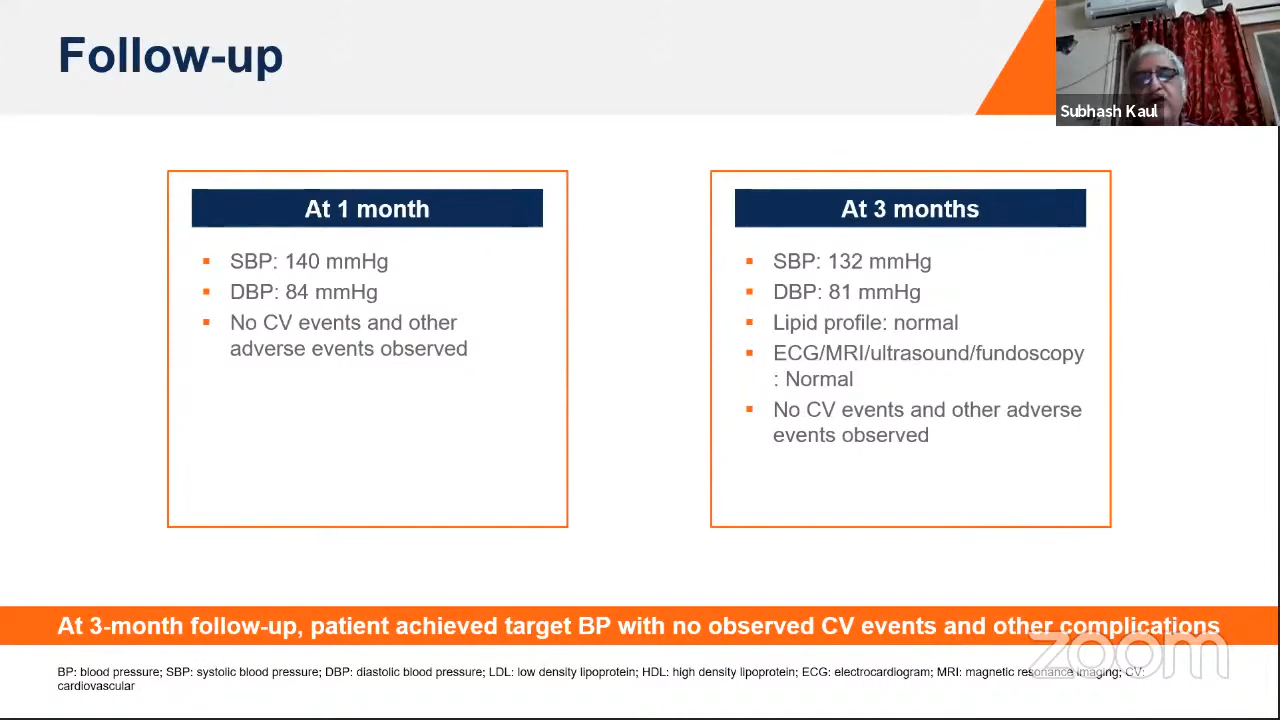 Follow-up
Subhash Kaul
At 1 month
SBP: 140 mmHg
DBP: 84 mmHg
No CV events and other
adverse events observed
At 3 months
SBP: 132 mmHg
DBP: 81 mmHg
Lipid profile: normal
ECG/MRI/ultrasound/fundoscopy
: Normal
No CV events and other adverse
events observed
At 3-month follow-up, patient achieved target BP with no observed CV events and other complications
zoom
BP: blood pressure; SBP: systolic blood pressure; DBP: diastolic blood pressure; LDL: low density lipoprotein; HDL: high density lipoprotein; ECG: electrocardiogram; MRI: magnetic resonance imaging; CV:
cardiovascular